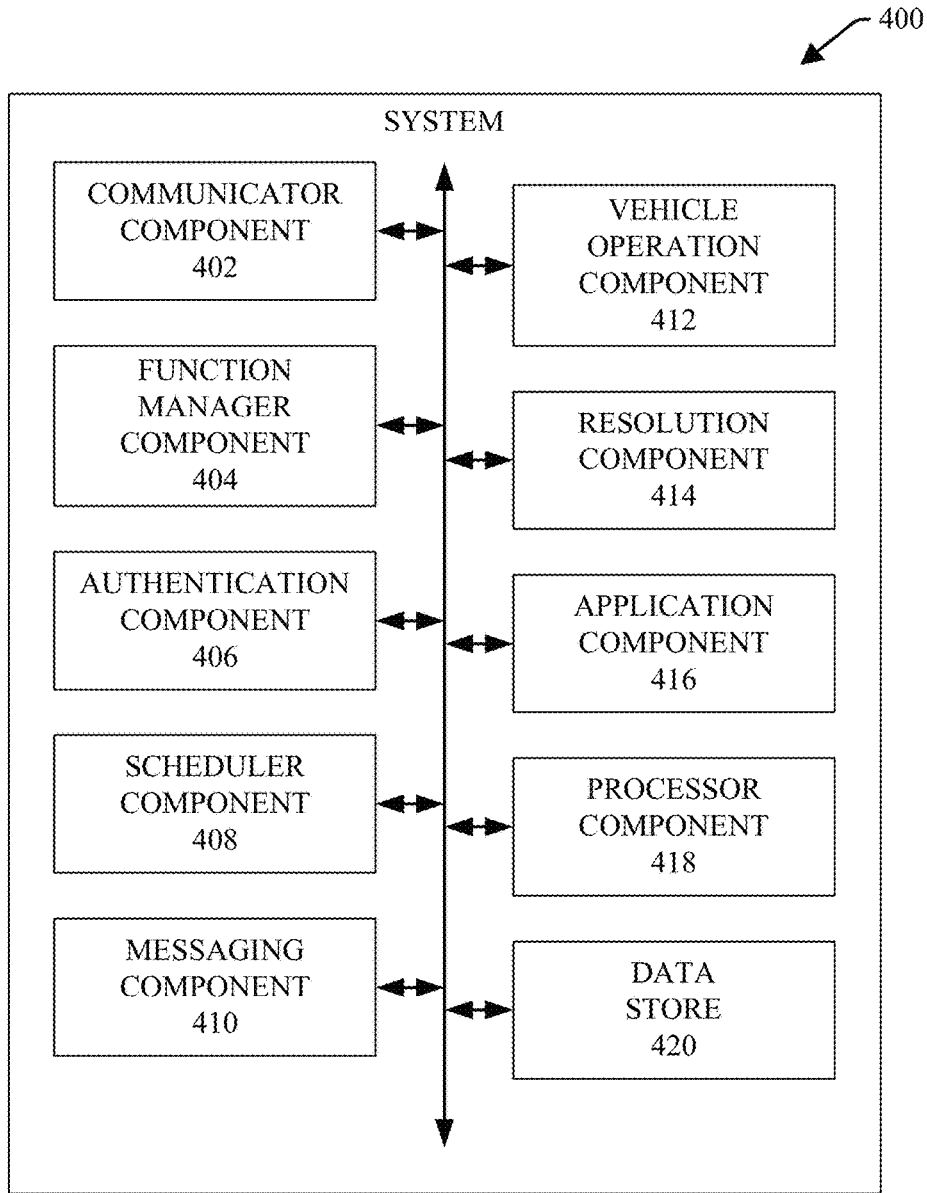 400
SYSTEM
COMMUNICATOR
COMPONENT
402
FUNCTION
MANAGER
COMPONENT
404
AUTHENTICATION
COMPONENT
406
SCHEDULER
COMPONENT
408
MESSAGING
COMPONENT
410
VEHICLE
OPERATION
COMPONENT
412
RESOLUTION
COMPONENT
414
APPLICATION
COMPONENT
416
PROCESSOR
COMPONENT
418
DATA
STORE
420